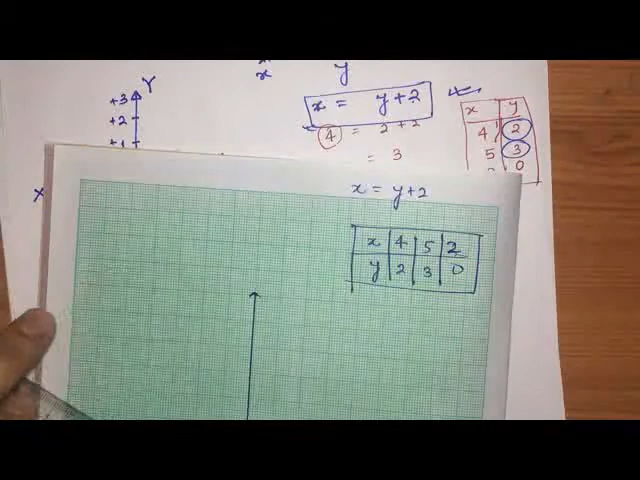 x
y
Y
+3
+2
+1
X
x = y+2
4 = 2+2
= 3
x y
4 2
5 3
0
x = y+2
x 4 5 2
y 2 3 0